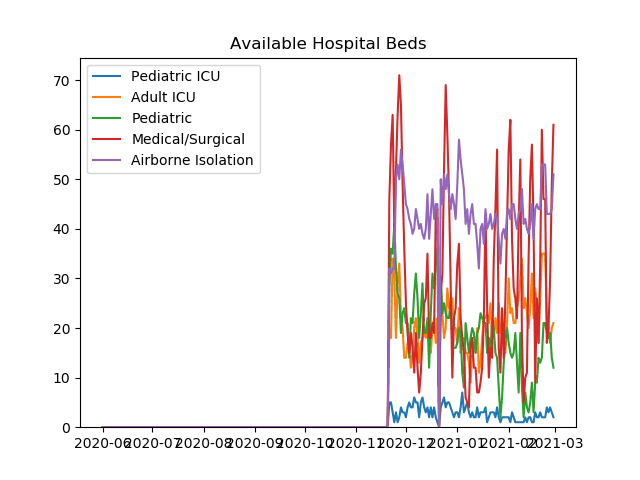 Available Hospital Beds
Pediatric ICU
Adult ICU
Pediatric
Medical/Surgical
Airborne Isolation
70
60
50
40
30
20
10
0
2020-06 2020-07 2020-08 2020-09 2020-10 2020-11 2020-12 2021-01 2021-02 2021-03